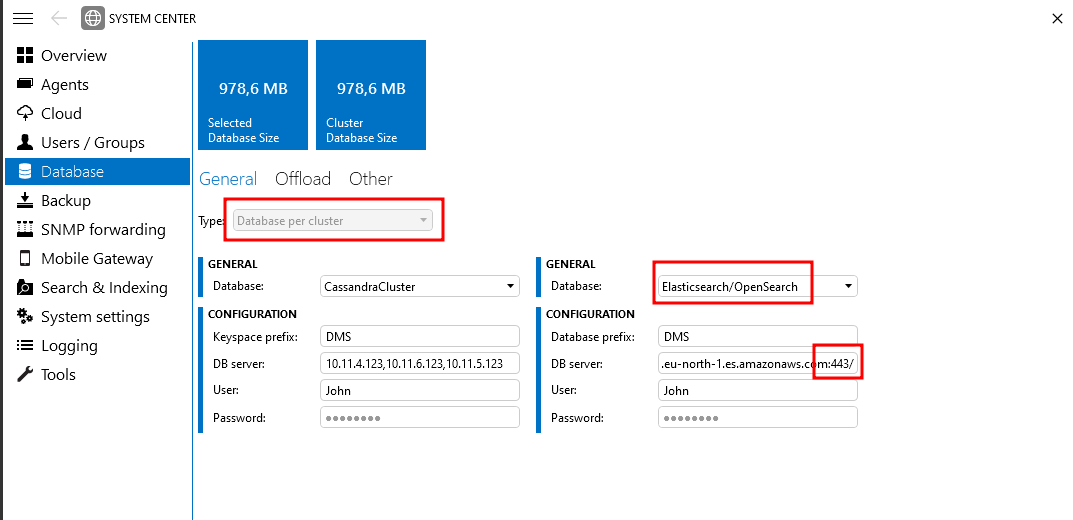 SYSTEM CENTER
Overview
Agents
Cloud
Users / Groups
Database
Backup
SNMP forwarding
Mobile Gateway
Search & Indexing
System settings
Logging
Tools
978,6 MB
Selected
Database Size
978,6 MB
Cluster
Database Size
General Offload Other
Type: Database per cluster
GENERAL
Database: CassandraCluster
CONFIGURATION
Keyspace prefix: DMS
DB server: 10.11.4.123,10.11.6.123,10.11.5.123
User: John
Password: ●●●●●●●●
GENERAL
Database: Elasticsearch/OpenSearch
CONFIGURATION
Database prefix: DMS
DB server: .eu-north-1.es.amazonaws.com:443/
User: John
Password: ●●●●●●●●